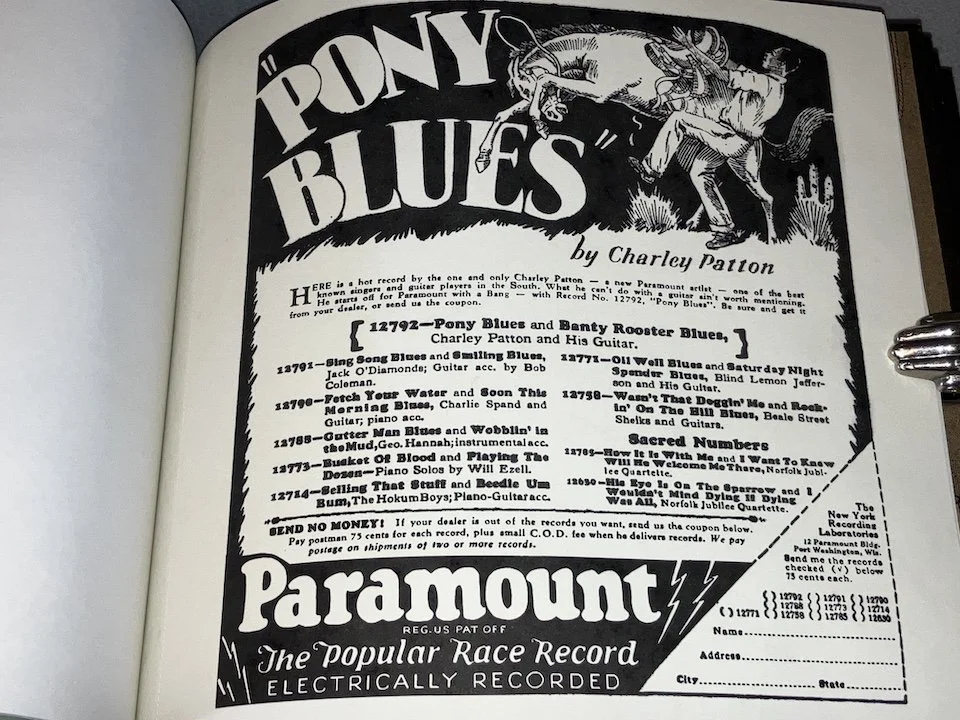 "PONY
BLUES"
by Charley Patton
HERE is a hot record by the one and only Charley Patton — a new Paramount artist — one of the best
known singers and guitar players in the South. What he can't do with a guitar ain't worth mentioning.
He starts off for Paramount with a Bang — with Record No. 12792, "Pony Blues". Be sure and get it
from your dealer, or send us the coupon.
[12792—Pony Blues and Banty Rooster Blues,
Charley Patton and His Guitar.]
12791—Sing Song Blues and Smiling Blues,
Jack O'Diamonds; Guitar acc. by Bob
Coleman.
12790—Fetch Your Water and Soon This
Morning Blues, Charlie Spand and
Guitar; piano acc.
12788—Gutter Man Blues and Wobblin' in
the Mud, Geo. Hannah; instrumental acc.
12773—Bucket Of Blood and Playing The
Dozen—Piano Solos by Will Ezell.
12714—Selling That Stuff and Beedle Um
Bum, The Hokum Boys; Piano-Guitar acc.
12771—Oil Well Blues and Saturday Night
Spender Blues, Blind Lemon Jeffer-
son and His Guitar.
12758—Wasn't That Doggin' Me and Rock-
in' On The Hill Blues, Beale Street
Sheiks and Guitars.
Sacred Numbers
12785—How It Is With Me and I Want To Know
Will He Welcome Me There, Norfolk Jubi-
lee Quartette.
12630—His Eye Is On The Sparrow and I
Wouldn't Mind Dying If Dying
Was All, Norfolk Jubilee Quartette.
SEND NO MONEY! If your dealer is out of the records you want, send us the coupon below.
Pay postman 75 cents for each record, plus small C.O.D. fee when he delivers records. We pay
postage on shipments of two or more records.
Paramount
REG. US PAT OFF
The Popular Race Record
ELECTRICALLY RECORDED
The
New York
Recording
Laboratories
12 Paramount Bldg.
Port Washington, Wis.
Send me the records
checked (√) below
75 cents each.
( ) 12792 ( ) 12791 ( ) 12790
( ) 12788 ( ) 12773 ( ) 12714
( ) 12771 ( ) 12758 ( ) 12785 ( ) 12630
Name
Address
City State